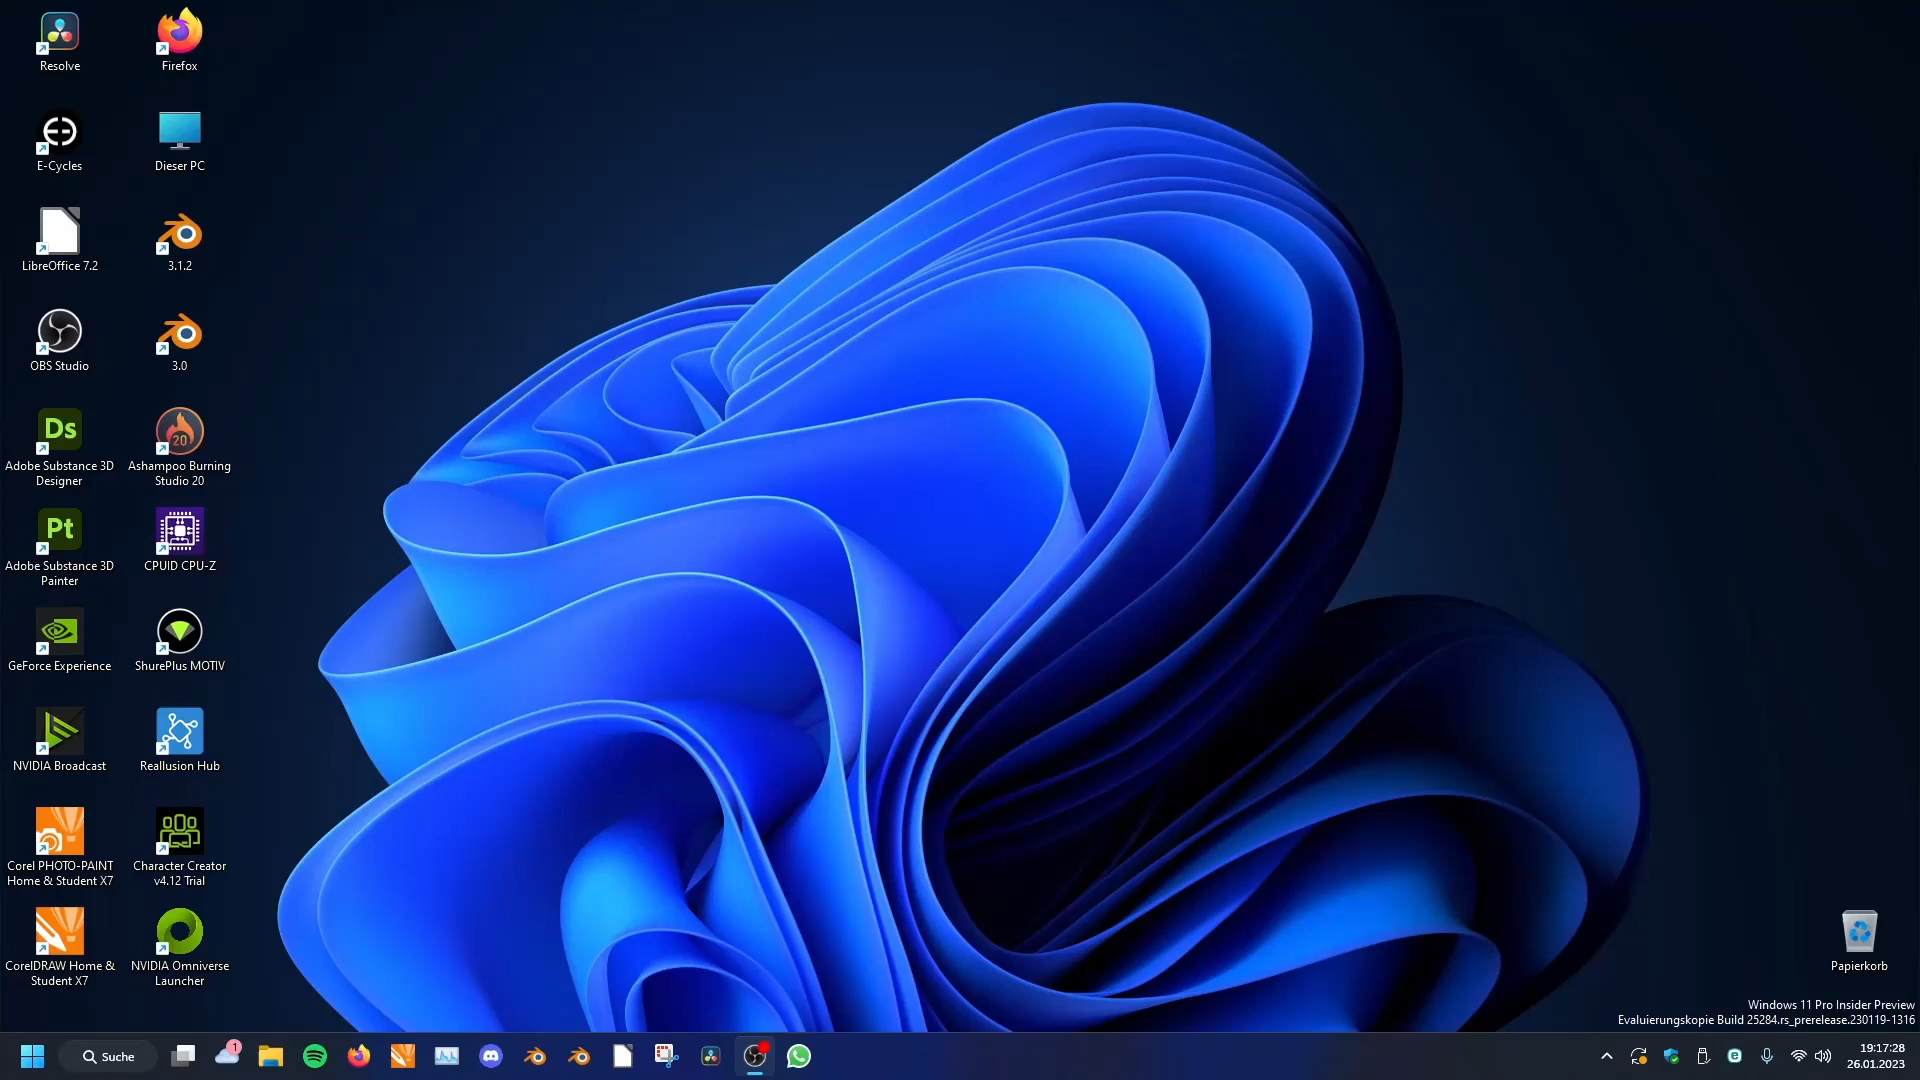 Resolve
Firefox
E-Cycles
Dieser PC
LibreOffice 7.2
3.1.2
OBS Studio
3.0
Ds
Adobe Substance 3D
Designer
20
Ashampoo Burning
Studio 20
Pt
Adobe Substance 3D
Painter
CPUID CPU-Z
GeForce Experience
ShurePlus MOTIV
NVIDIA Broadcast
Reallusion Hub
Corel PHOTO-PAINT
Home & Student X7
Character Creator
v4.12 Trial
CorelDRAW Home &
Student X7
NVIDIA Omniverse
Launcher
Papierkorb
Windows 11 Pro Insider Preview
Evaluierungskopie Build 25284.rs_prerelease.230119-1316
Suche
1
19:17:28
26.01.2023